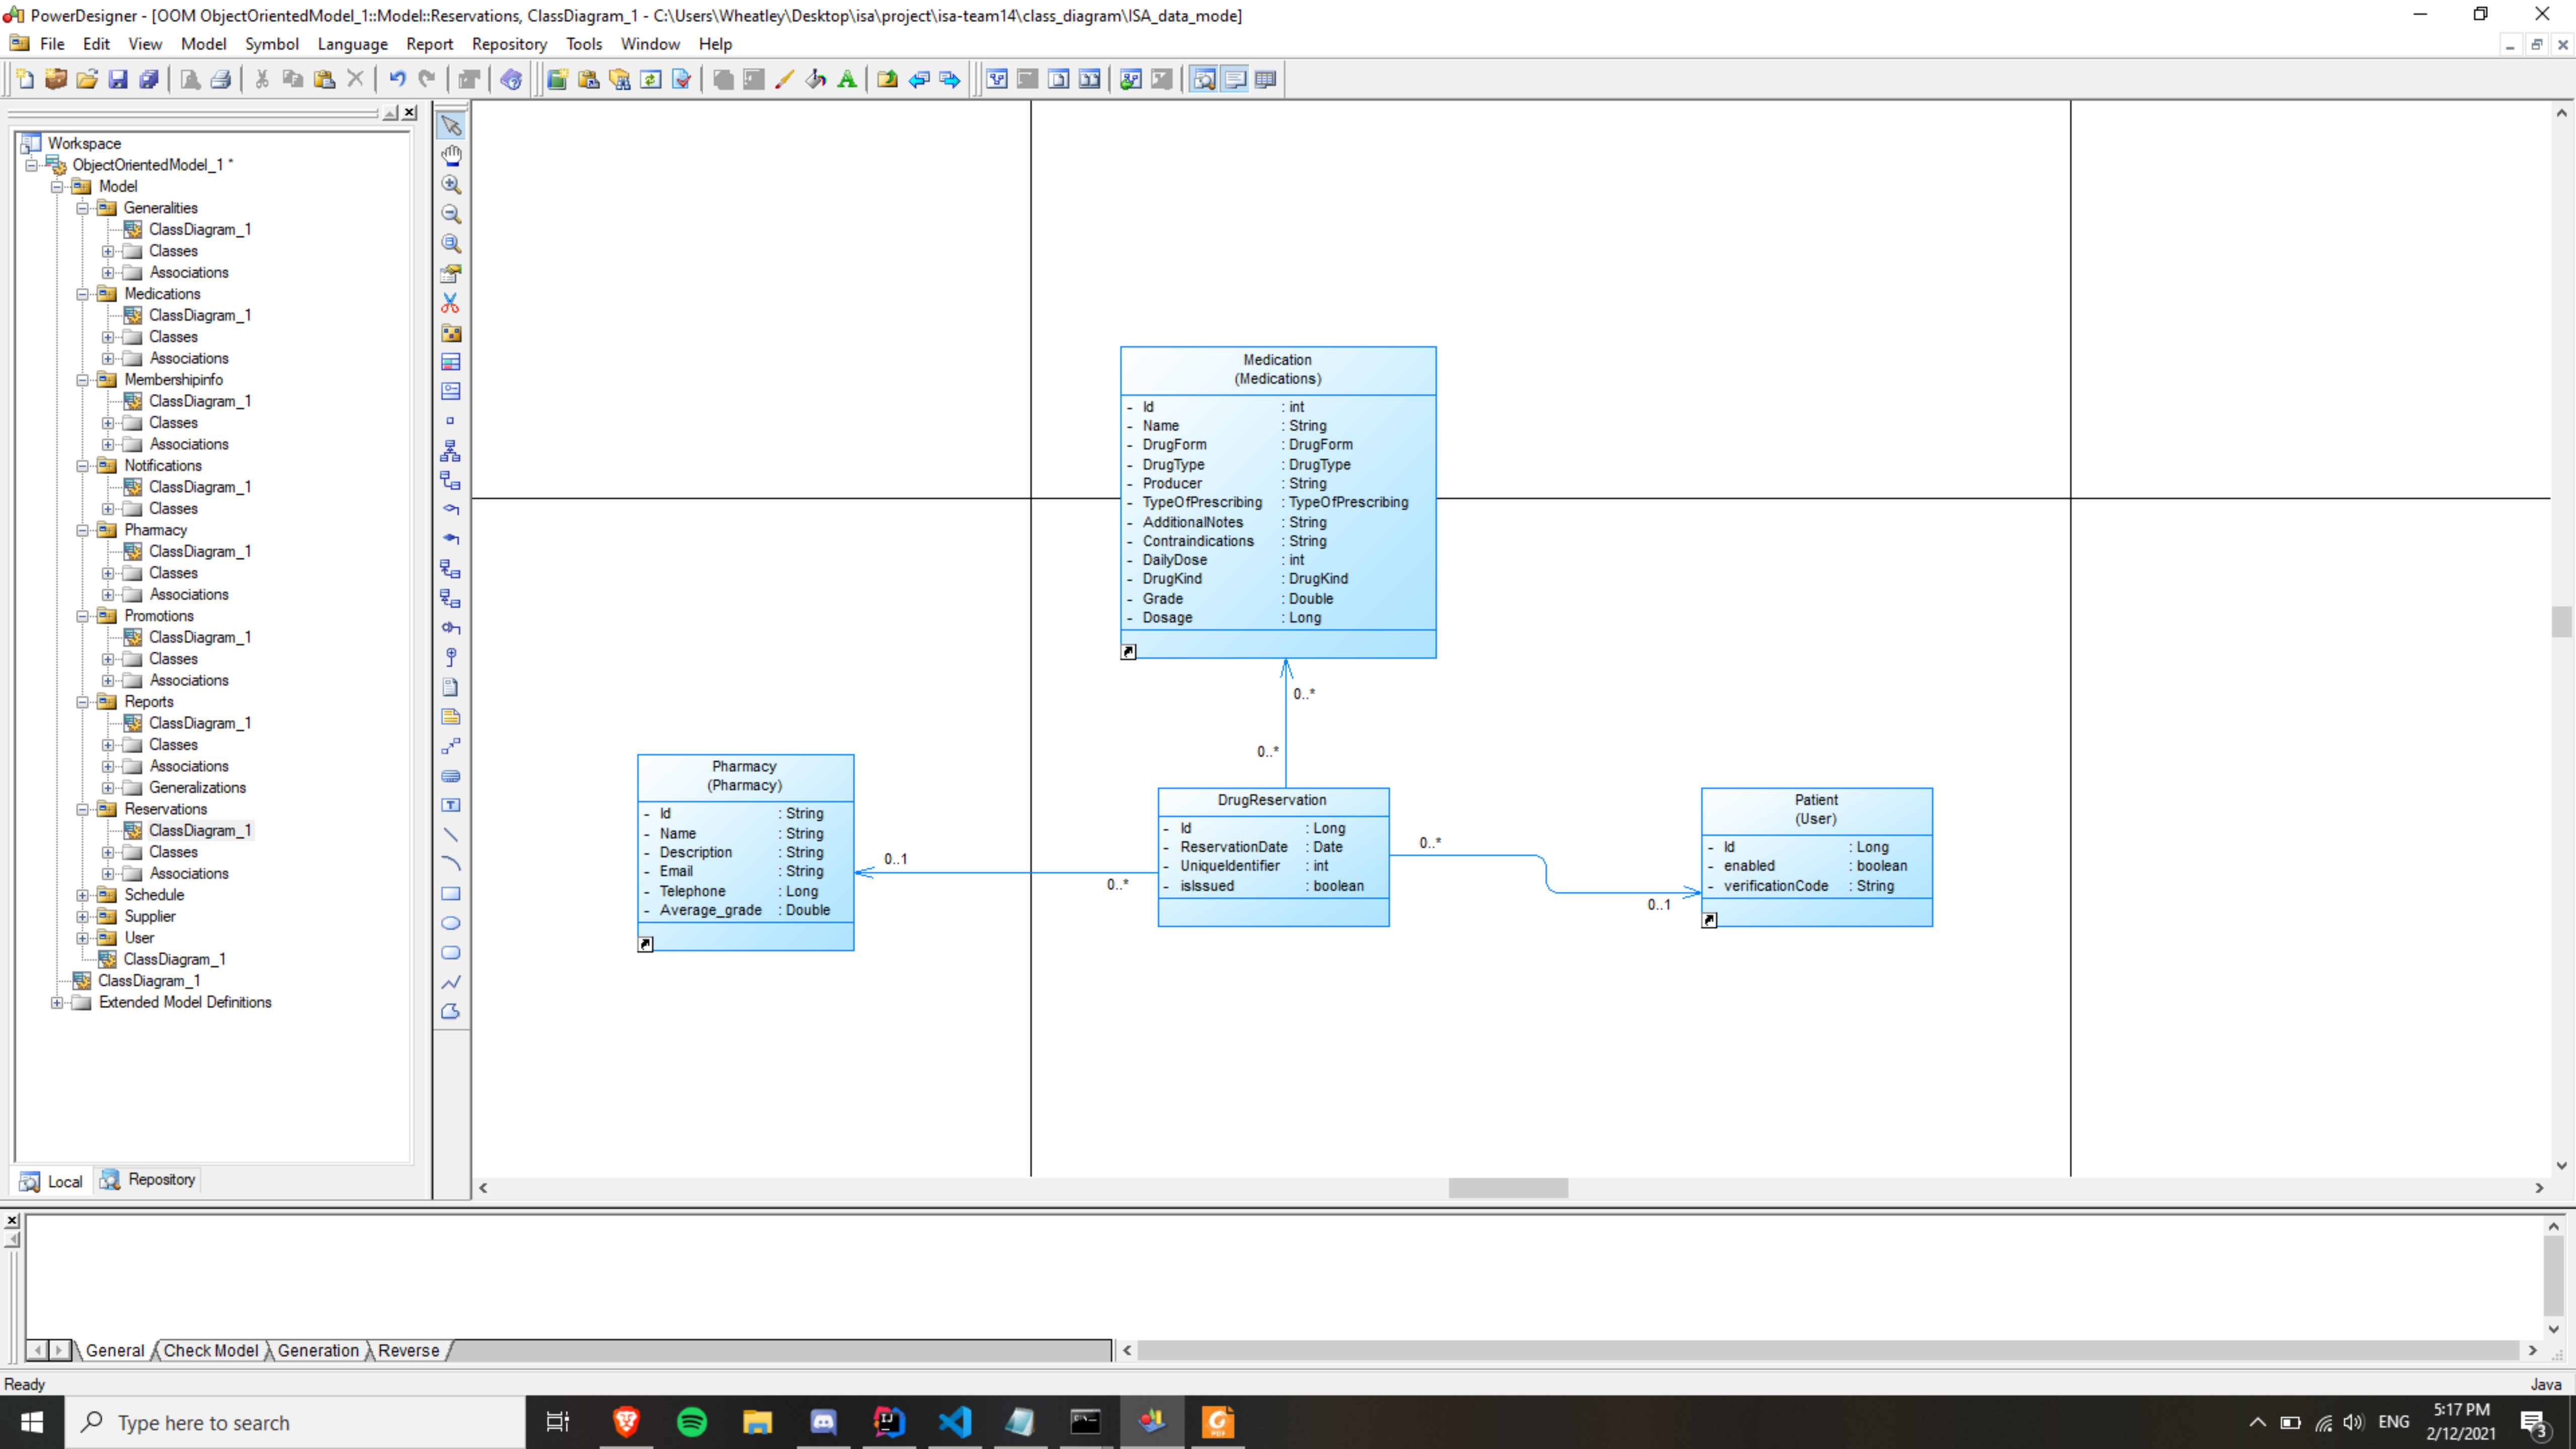 PowerDesigner - [OOM ObjectOrientedModel_1::Model::Reservations, ClassDiagram_1 - C:\Users\Wheatley\Desktop\isa\project\isa-team14\class_diagram\ISA_data_mode]
File Edit View Model Symbol Language Report Repository Tools Window Help
Workspace
ObjectOrientedModel_1 *
Model
Generalities
ClassDiagram_1
Classes
Associations
Medications
ClassDiagram_1
Classes
Associations
Membershipinfo
ClassDiagram_1
Classes
Associations
Notifications
ClassDiagram_1
Classes
Pharmacy
ClassDiagram_1
Classes
Associations
Promotions
ClassDiagram_1
Classes
Associations
Reports
ClassDiagram_1
Classes
Associations
Generalizations
Reservations
ClassDiagram_1
Classes
Associations
Schedule
Supplier
User
ClassDiagram_1
ClassDiagram_1
Extended Model Definitions
Local Repository
Medication
(Medications)
- Id : int
- Name : String
- DrugForm : DrugForm
- DrugType : DrugType
- Producer : String
- TypeOfPrescribing : TypeOfPrescribing
- AdditionalNotes : String
- Contraindications : String
- DailyDose : int
- DrugKind : DrugKind
- Grade : Double
- Dosage : Long
0..*
0..*
Pharmacy
(Pharmacy)
- Id : String
- Name : String
- Description : String
- Email : String
- Telephone : Long
- Average_grade : Double
0..1
0..*
DrugReservation
- Id : Long
- ReservationDate : Date
- UniqueIdentifier : int
- isIssued : boolean
0..*
0..1
Patient
(User)
- Id : Long
- enabled : boolean
- verificationCode : String
General Check Model Generation Reverse
Ready
Java
Type here to search
ENG
5:17 PM
2/12/2021
3